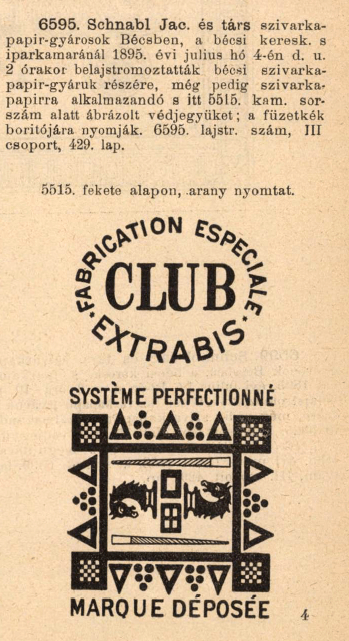 6595. Schnabl Jac. és társ szivarka-
papir-gyárosok Bécsben, a bécsi keresk. s
iparkamaránál 1895. évi julius hó 4-én d. u.
2 órakor belajstromoztatták bécsi szivarka-
papir-gyáruk részére, még pedig szivarka-
papirra alkalmazandó s itt 5515. kam. sor-
szám alatt ábrázolt védjegyüket; a füzetkék
boritójára nyomják. 6595. lajstr. szám, III
csoport, 429. lap.
5515. fekete alapon, arany nyomtat.
FABRICATION ESPECIALE
CLUB
EXTRABIS
SYSTÈME PERFECTIONNÉ
MARQUE DÉPOSÉE
4